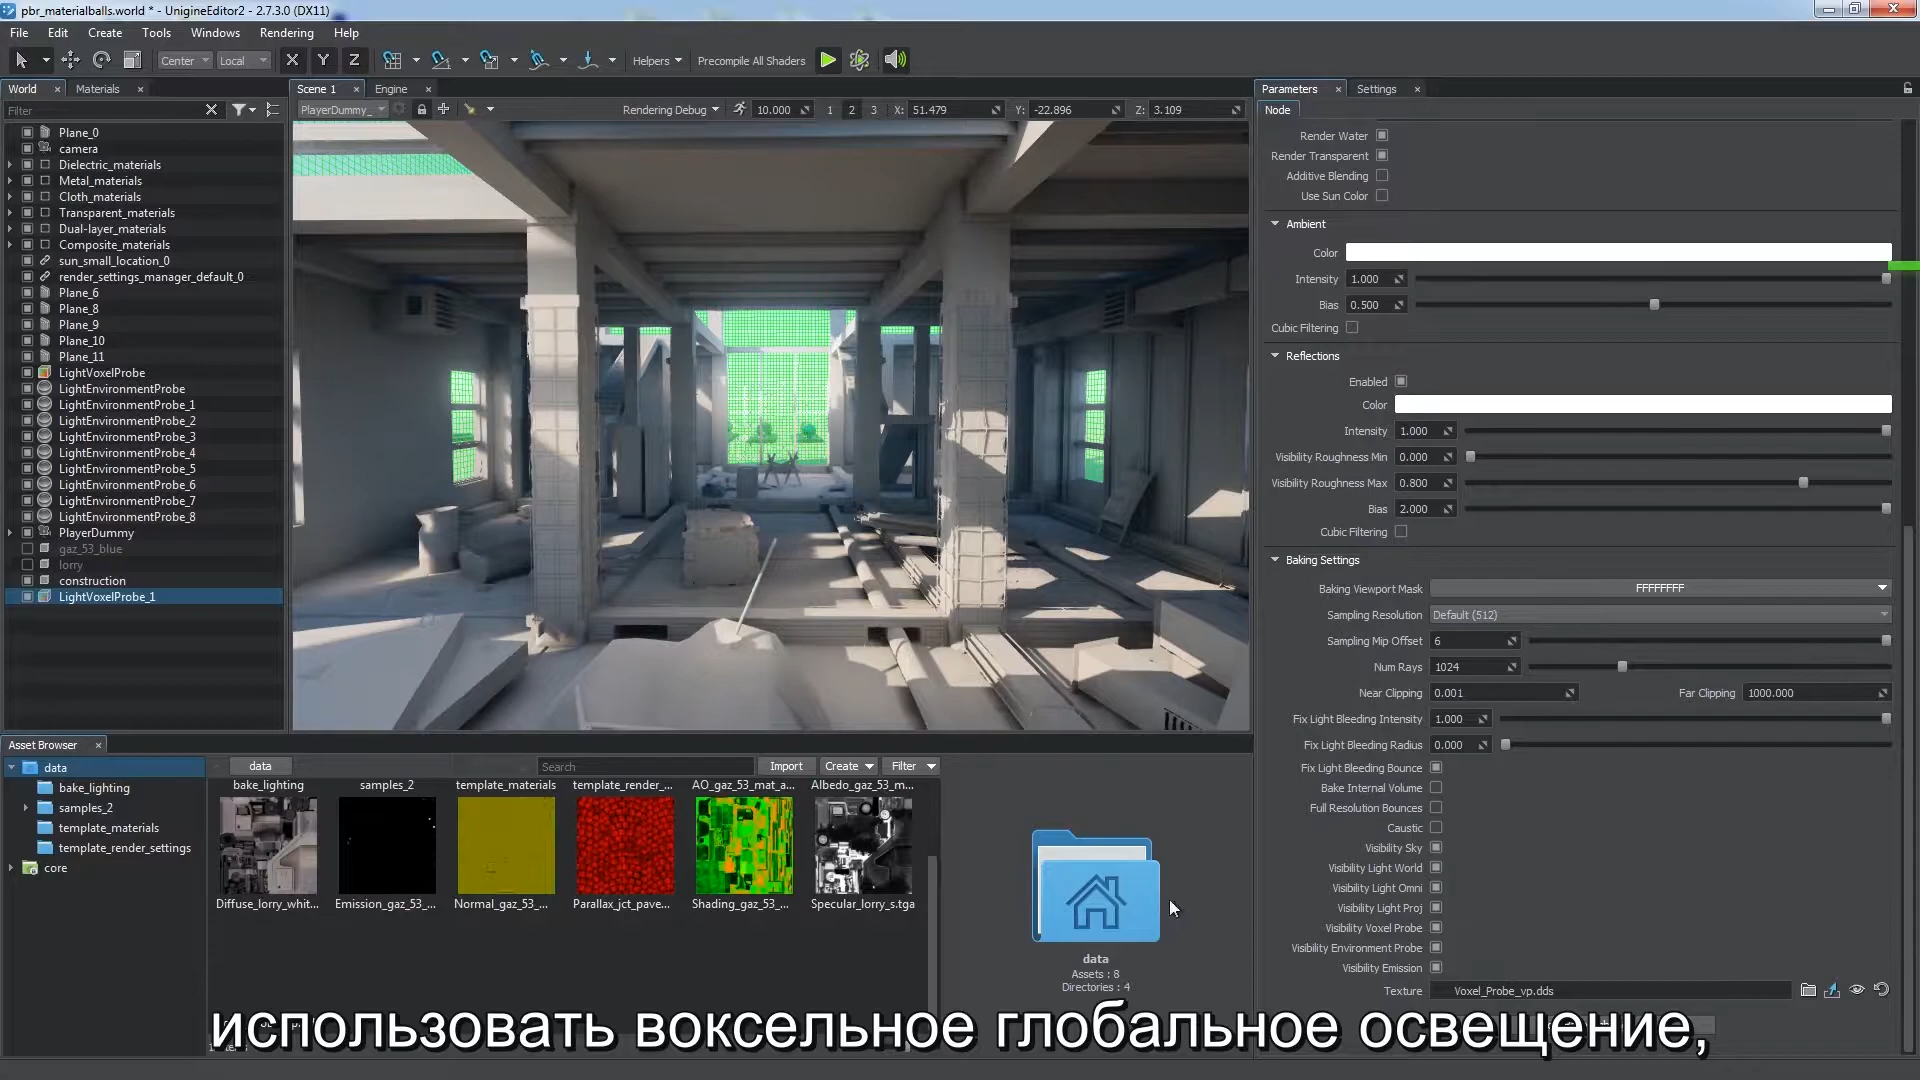 pbr_materialballs.world * - UnigineEditor2 - 2.7.3.0 (DX11)
File Edit Create Tools Windows Rendering Help
Center Local X Y Z Helpers Precompile All Shaders
World Materials
Filter
Plane_0
camera
Dielectric_materials
Metal_materials
Cloth_materials
Transparent_materials
Dual-layer_materials
Composite_materials
sun_small_location_0
render_settings_manager_default_0
Plane_6
Plane_8
Plane_9
Plane_10
Plane_11
LightVoxelProbe
LightEnvironmentProbe
LightEnvironmentProbe_1
LightEnvironmentProbe_2
LightEnvironmentProbe_3
LightEnvironmentProbe_4
LightEnvironmentProbe_5
LightEnvironmentProbe_6
LightEnvironmentProbe_7
LightEnvironmentProbe_8
PlayerDummy
gaz_53_blue
lorry
construction
LightVoxelProbe_1
Scene 1 Engine
PlayerDummy_ Rendering Debug 10.000 1 2 3 X: 51.479 Y: -22.896 Z: 3.109
Parameters Settings
Node
Render Water
Render Transparent
Additive Blending
Use Sun Color
Ambient
Color
Intensity 1.000
Bias 0.500
Cubic Filtering
Reflections
Enabled
Color
Intensity 1.000
Visibility Roughness Min 0.000
Visibility Roughness Max 0.800
Bias 2.000
Cubic Filtering
Baking Settings
Baking Viewport Mask FFFFFFFF
Sampling Resolution Default (512)
Sampling Mip Offset 6
Num Rays 1024
Near Clipping 0.001 Far Clipping 1000.000
Fix Light Bleeding Intensity 1.000
Fix Light Bleeding Radius 0.000
Fix Light Bleeding Bounce
Bake Internal Volume
Full Resolution Bounces
Caustic
Visibility Sky
Visibility Light World
Visibility Light Omni
Visibility Light Proj
Visibility Voxel Probe
Visibility Environment Probe
Visibility Emission
Texture Voxel_Probe_vp.dds
Asset Browser
data
bake_lighting
samples_2
template_materials
template_render_settings
core
data Search Import Create Filter
bake_lighting samples_2 template_materials template_render_... AO_gaz_53_mat_a... Albedo_gaz_53_m...
Diffuse_lorry_whit... Emission_gaz_53_... Normal_gaz_53_... Parallax_jct_pave... Shading_gaz_53_... Specular_lorry_s.tga
data
Assets : 8
Directories : 4
использовать воксельное глобальное освещение,